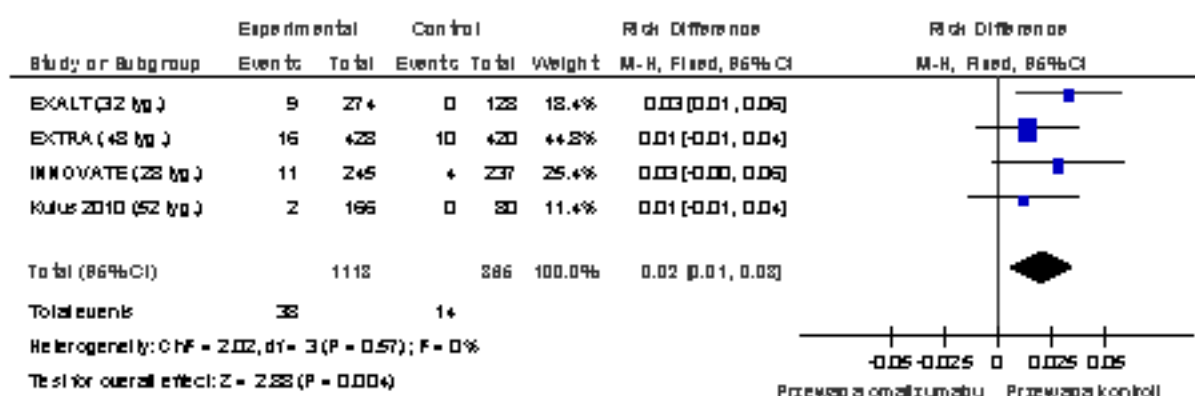 Experimental Control Risk Difference Risk Difference
Study or Subgroup Events Total Events Total Weight M-H, Fixed, 95% CI M-H, Fixed, 95% CI
EXALT (32 tyg.) 9 274 0 128 18.4% 0.03 [0.01, 0.06]
EXTRA (48 tyg.) 16 428 10 420 44.8% 0.01 [-0.01, 0.04]
INNOVATE (28 tyg.) 11 245 4 237 25.4% 0.03 [-0.00, 0.06]
Kulus 2010 (52 tyg.) 2 166 0 80 11.4% 0.01 [-0.01, 0.04]
Total (95% CI) 1113 865 100.0% 0.02 [0.01, 0.03]
Total events 38 14
Heterogeneity: Chi² = 2.02, df = 3 (P = 0.57); I² = 0%
Test for overall effect: Z = 2.88 (P = 0.004)
-0.05 -0.025 0 0.025 0.05
Przewaga omalizumabu Przewaga kontroli